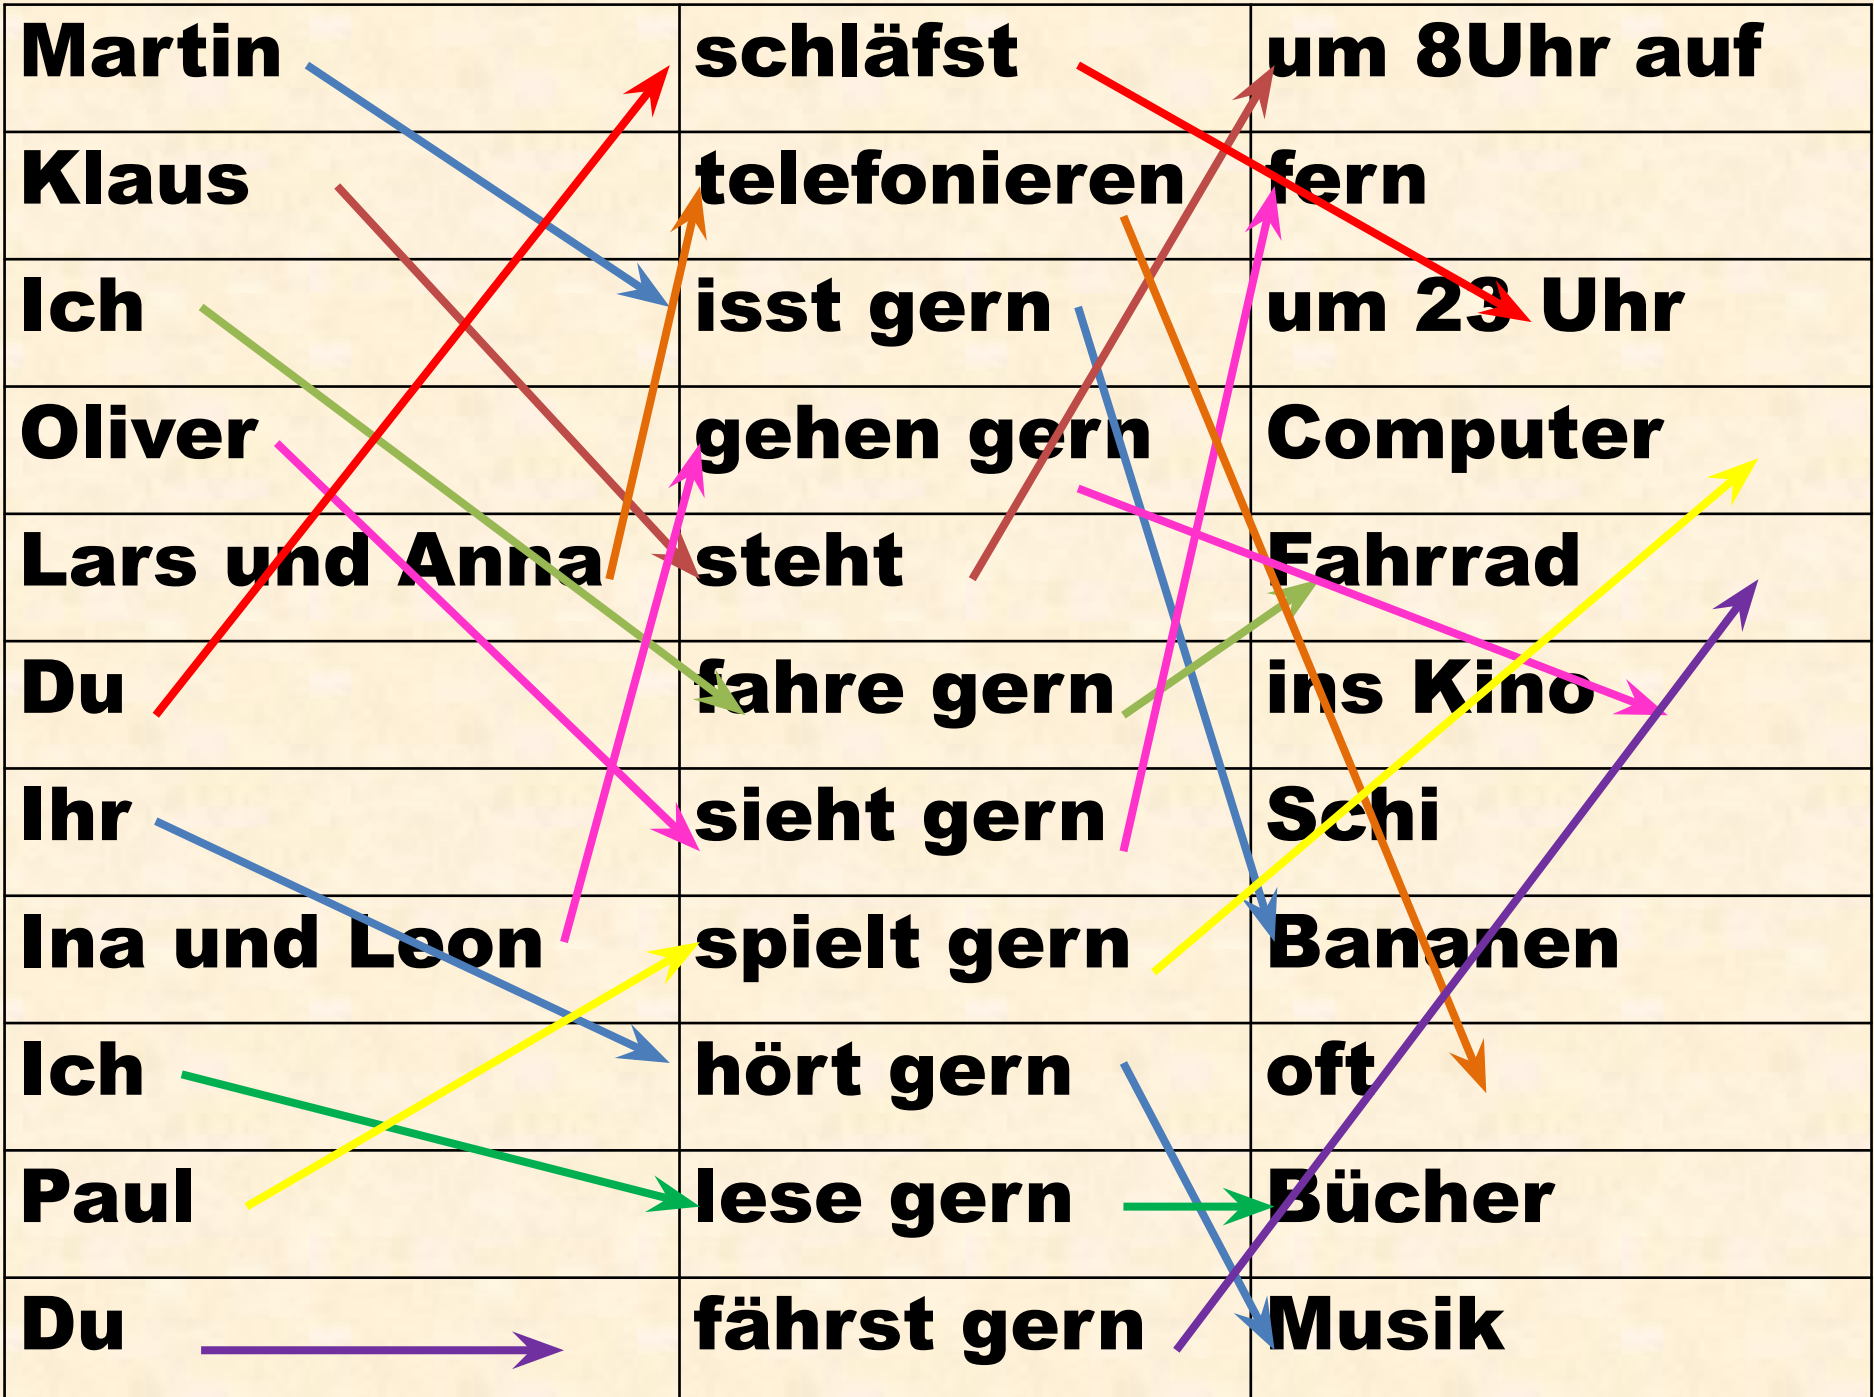 Martin schläfst um 8Uhr auf
Klaus telefonieren fern
Ich isst gern um 23 Uhr
Oliver gehen gern Computer
Lars und Anna steht Fahrrad
Du fahre gern ins Kino
Ihr sieht gern Schi
Ina und Leon spielt gern Bananen
Ich hört gern oft
Paul lese gern Bücher
Du fährst gern Musik